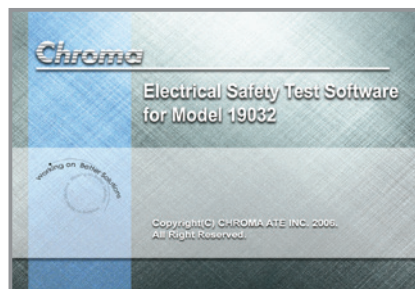 Chroma
Electrical Safety Test Software
for Model 19032
Working on Better Solutions
Copyright(C) CHROMA ATE INC. 2006.
All Right Reserved.